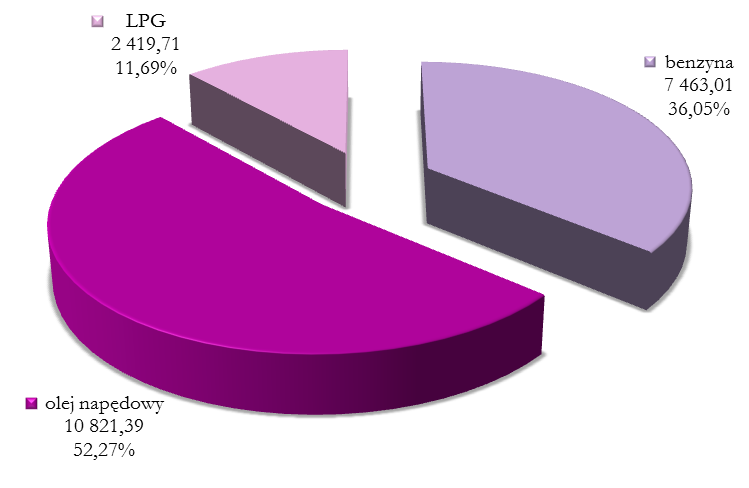 LPG
2 419,71
11,69%
benzyna
7 463,01
36,05%
olej napędowy
10 821,39
52,27%